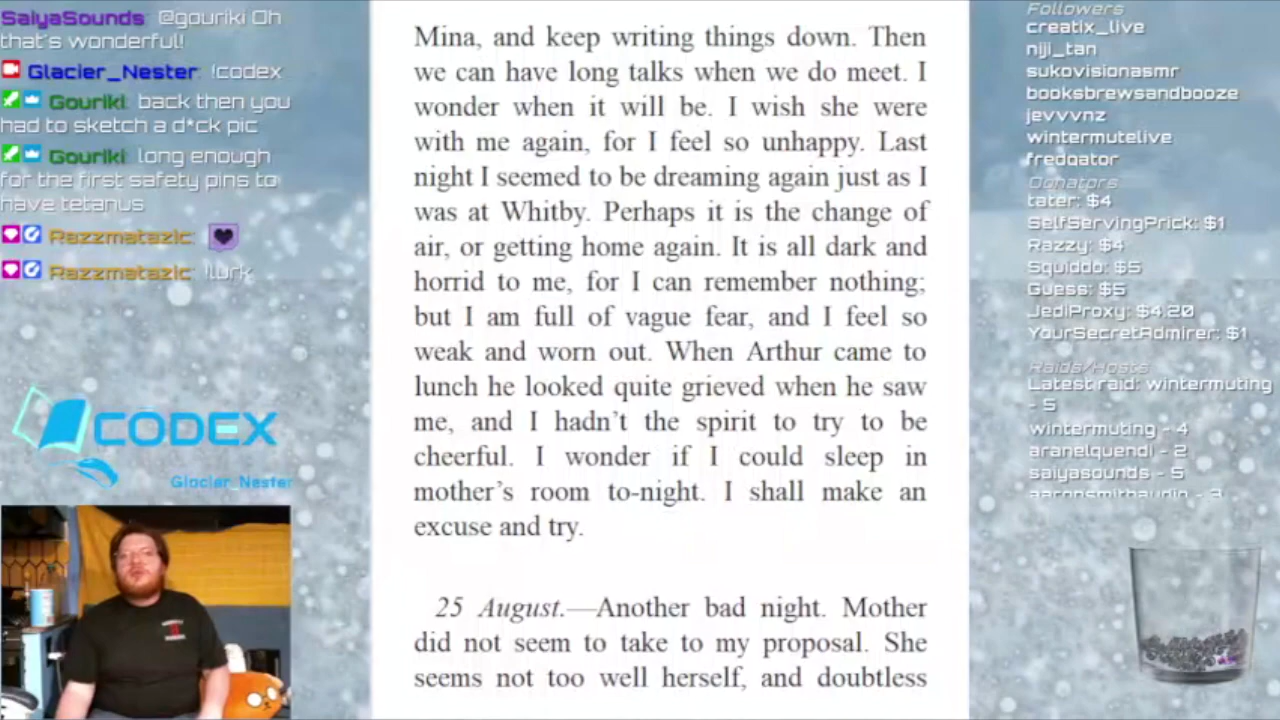 SaiyaSounds: @gouriki Oh
that's wonderful!
Glacier_Nester: !codex
Gouriki: back then you
had to sketch a d*ck pic
Gouriki: long enough
for the first safety pins to
have tetanus
Razzmatazic:
Razzmatazic: !lurk
CODEX
Glacier_Nester
Mina, and keep writing things down. Then
we can have long talks when we do meet. I
wonder when it will be. I wish she were
with me again, for I feel so unhappy. Last
night I seemed to be dreaming again just as I
was at Whitby. Perhaps it is the change of
air, or getting home again. It is all dark and
horrid to me, for I can remember nothing;
but I am full of vague fear, and I feel so
weak and worn out. When Arthur came to
lunch he looked quite grieved when he saw
me, and I hadn't the spirit to try to be
cheerful. I wonder if I could sleep in
mother's room to-night. I shall make an
excuse and try.
25 August.—Another bad night. Mother
did not seem to take to my proposal. She
seems not too well herself, and doubtless
Followers
creatix_live
niji_tan
sukovisionasmr
booksbrewsandbooze
jevvvnz
wintermutelive
fredgator
Donators
tater: $4
SelfServingPrick: $1
Razzy: $4
Squiddo: $5
Guess: $5
JediProxy: $4.20
YourSecretAdmirer: $1
Raids/Hosts
Latest raid: wintermuting
- 5
wintermuting - 4
aranelquendi - 2
saiyasounds - 5
aaronsmithaudio - 3